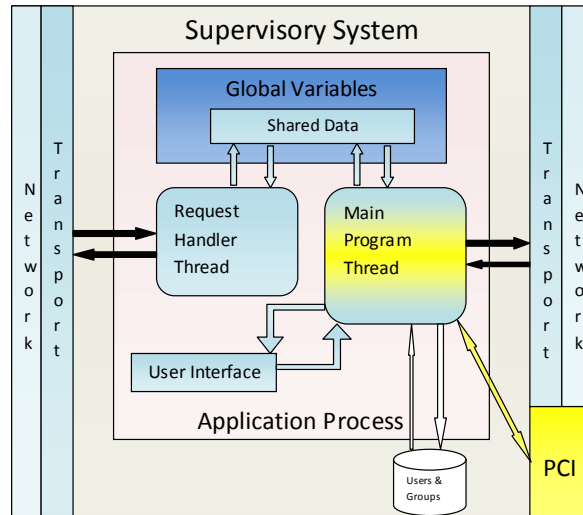 Supervisory System
Global Variables
Shared Data
Network
Transport
Request
Handler
Thread
Main
Program
Thread
Transport
Network
User Interface
Application Process
Users &
Groups
PCI